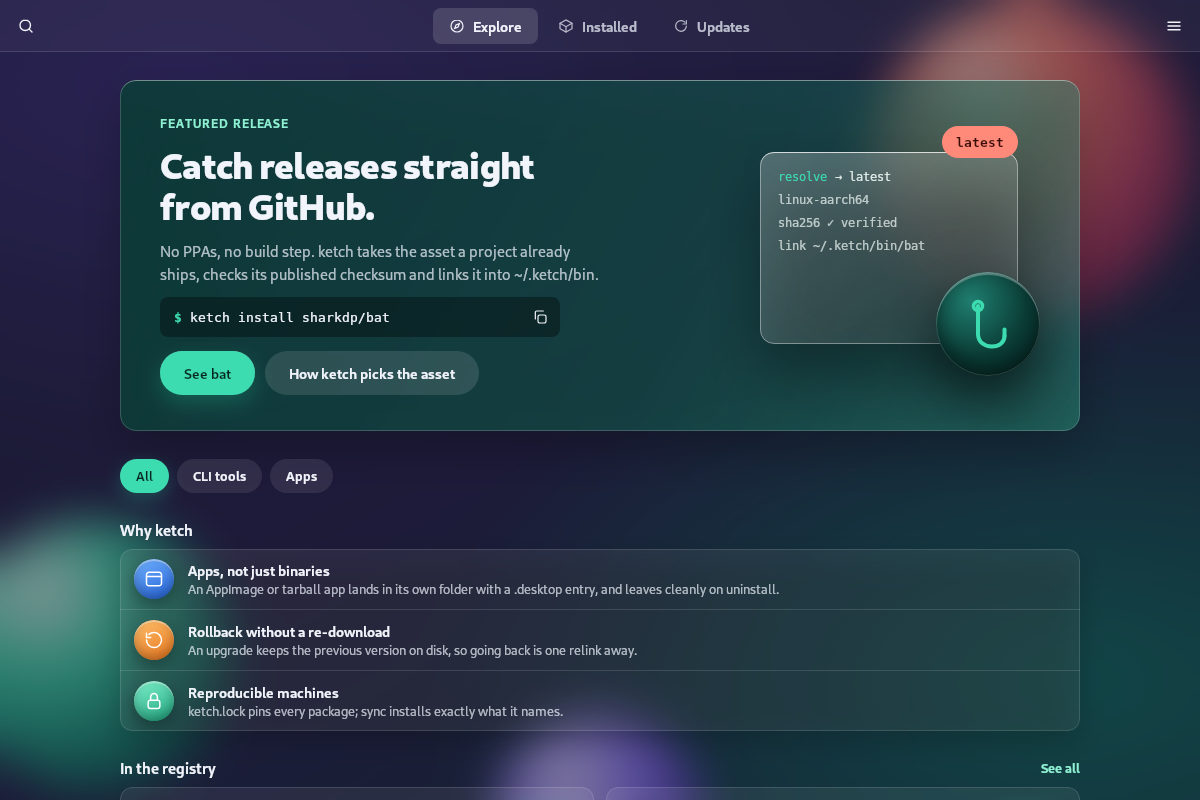 Explore
Installed
Updates
FEATURED RELEASE
Catch releases straight
from GitHub.
No PPAs, no build step. ketch takes the asset a project already
ships, checks its published checksum and links it into ~/.ketch/bin.
$ ketch install sharkdp/bat
See bat
How ketch picks the asset
latest
resolve → latest
linux-aarch64
sha256 ✓ verified
link ~/.ketch/bin/bat
All
CLI tools
Apps
Why ketch
Apps, not just binaries
An AppImage or tarball app lands in its own folder with a .desktop entry, and leaves cleanly on uninstall.
Rollback without a re-download
An upgrade keeps the previous version on disk, so going back is one relink away.
Reproducible machines
ketch.lock pins every package; sync installs exactly what it names.
In the registry
See all